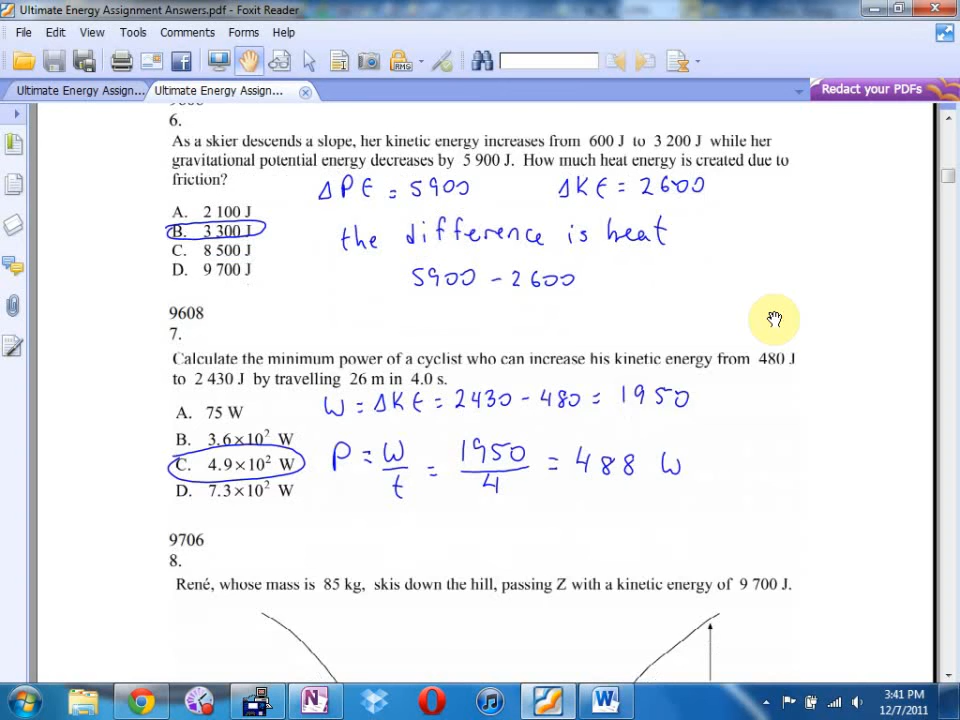 Ultimate Energy Assignment Answers.pdf - Foxit Reader
File Edit View Tools Comments Forms Help
Ultimate Energy Assign... Ultimate Energy Assign... Redact your PDFs
6.
As a skier descends a slope, her kinetic energy increases from 600 J to 3 200 J while her
gravitational potential energy decreases by 5 900 J. How much heat energy is created due to
friction?
ΔPE = 5900 ΔKE = 2600
A. 2 100 J
B. 3 300 J
the difference is heat
C. 8 500 J
D. 9 700 J
5900 - 2600
9608
7.
Calculate the minimum power of a cyclist who can increase his kinetic energy from 480 J
to 2 430 J by travelling 26 m in 4.0 s.
W = ΔKE = 2430 - 480 = 1950
A. 75 W
B. 3.6×10² W
C. 4.9×10² W
P = W/t = 1950/4 = 488 W
D. 7.3×10² W
9706
8.
René, whose mass is 85 kg, skis down the hill, passing Z with a kinetic energy of 9 700 J.
3:41 PM
12/7/2011